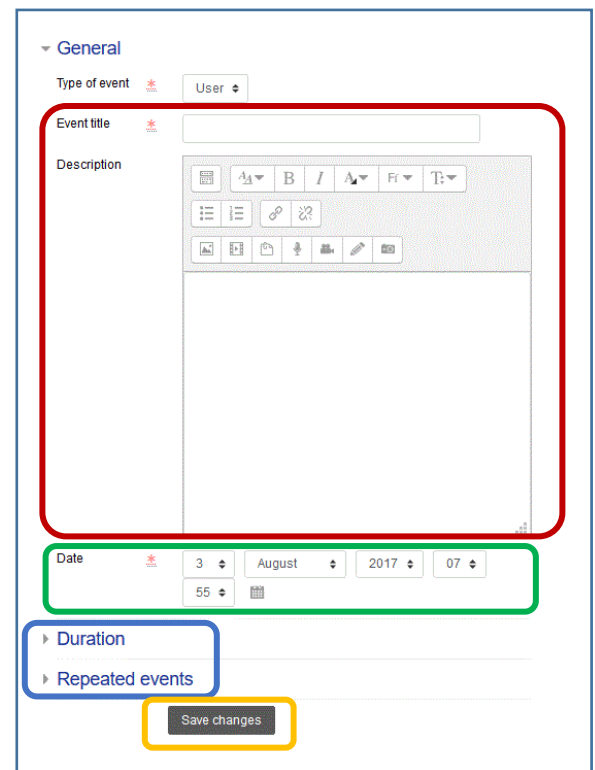 General
Type of event
User
Event title
Description
B I
Date
3 August 2017 07
55
Duration
Repeated events
Save changes